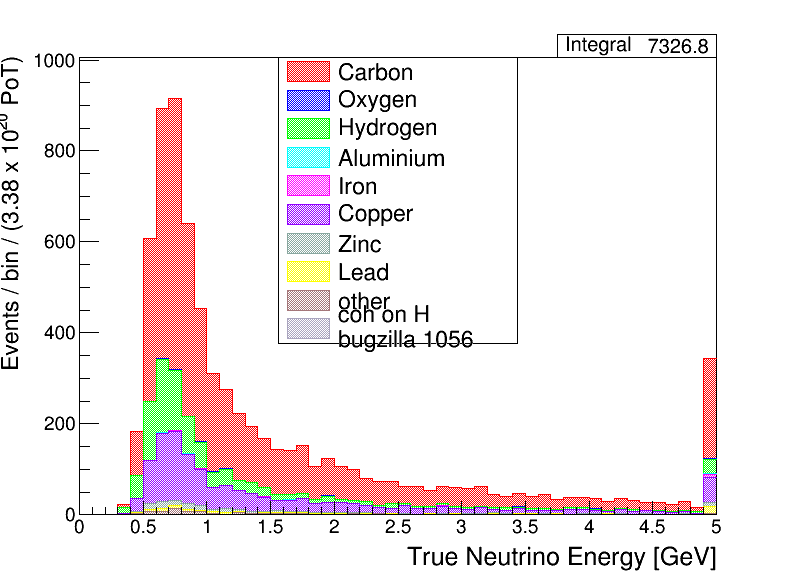 Integral 7326.8
Events / bin / (3.38 x 10^20 PoT)
1000
800
600
400
200
0
Carbon
Oxygen
Hydrogen
Aluminium
Iron
Copper
Zinc
Lead
other
coh on H
bugzilla 1056
0 0.5 1 1.5 2 2.5 3 3.5 4 4.5 5
True Neutrino Energy [GeV]